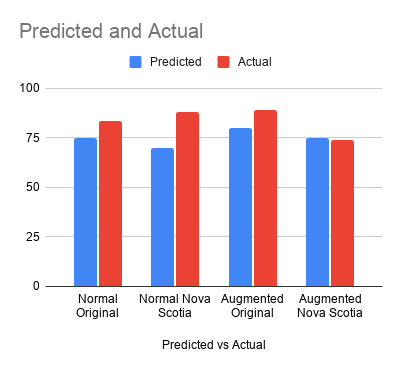 Predicted and Actual
Predicted Actual
100
75
50
25
0
Normal Original
Normal Nova Scotia
Augmented Original
Augmented Nova Scotia
Predicted vs Actual